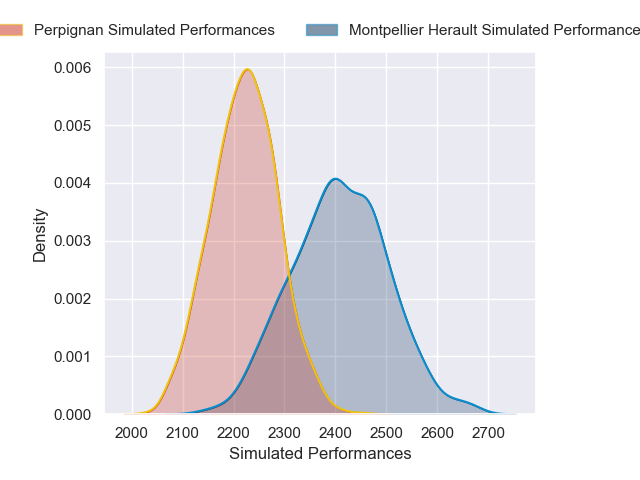 Perpignan Simulated Performances
Montpellier Herault Simulated Performance
0.006
0.005
0.004
0.003
0.002
0.001
0.000
Density
2000 2100 2200 2300 2400 2500 2600 2700
Simulated Performances